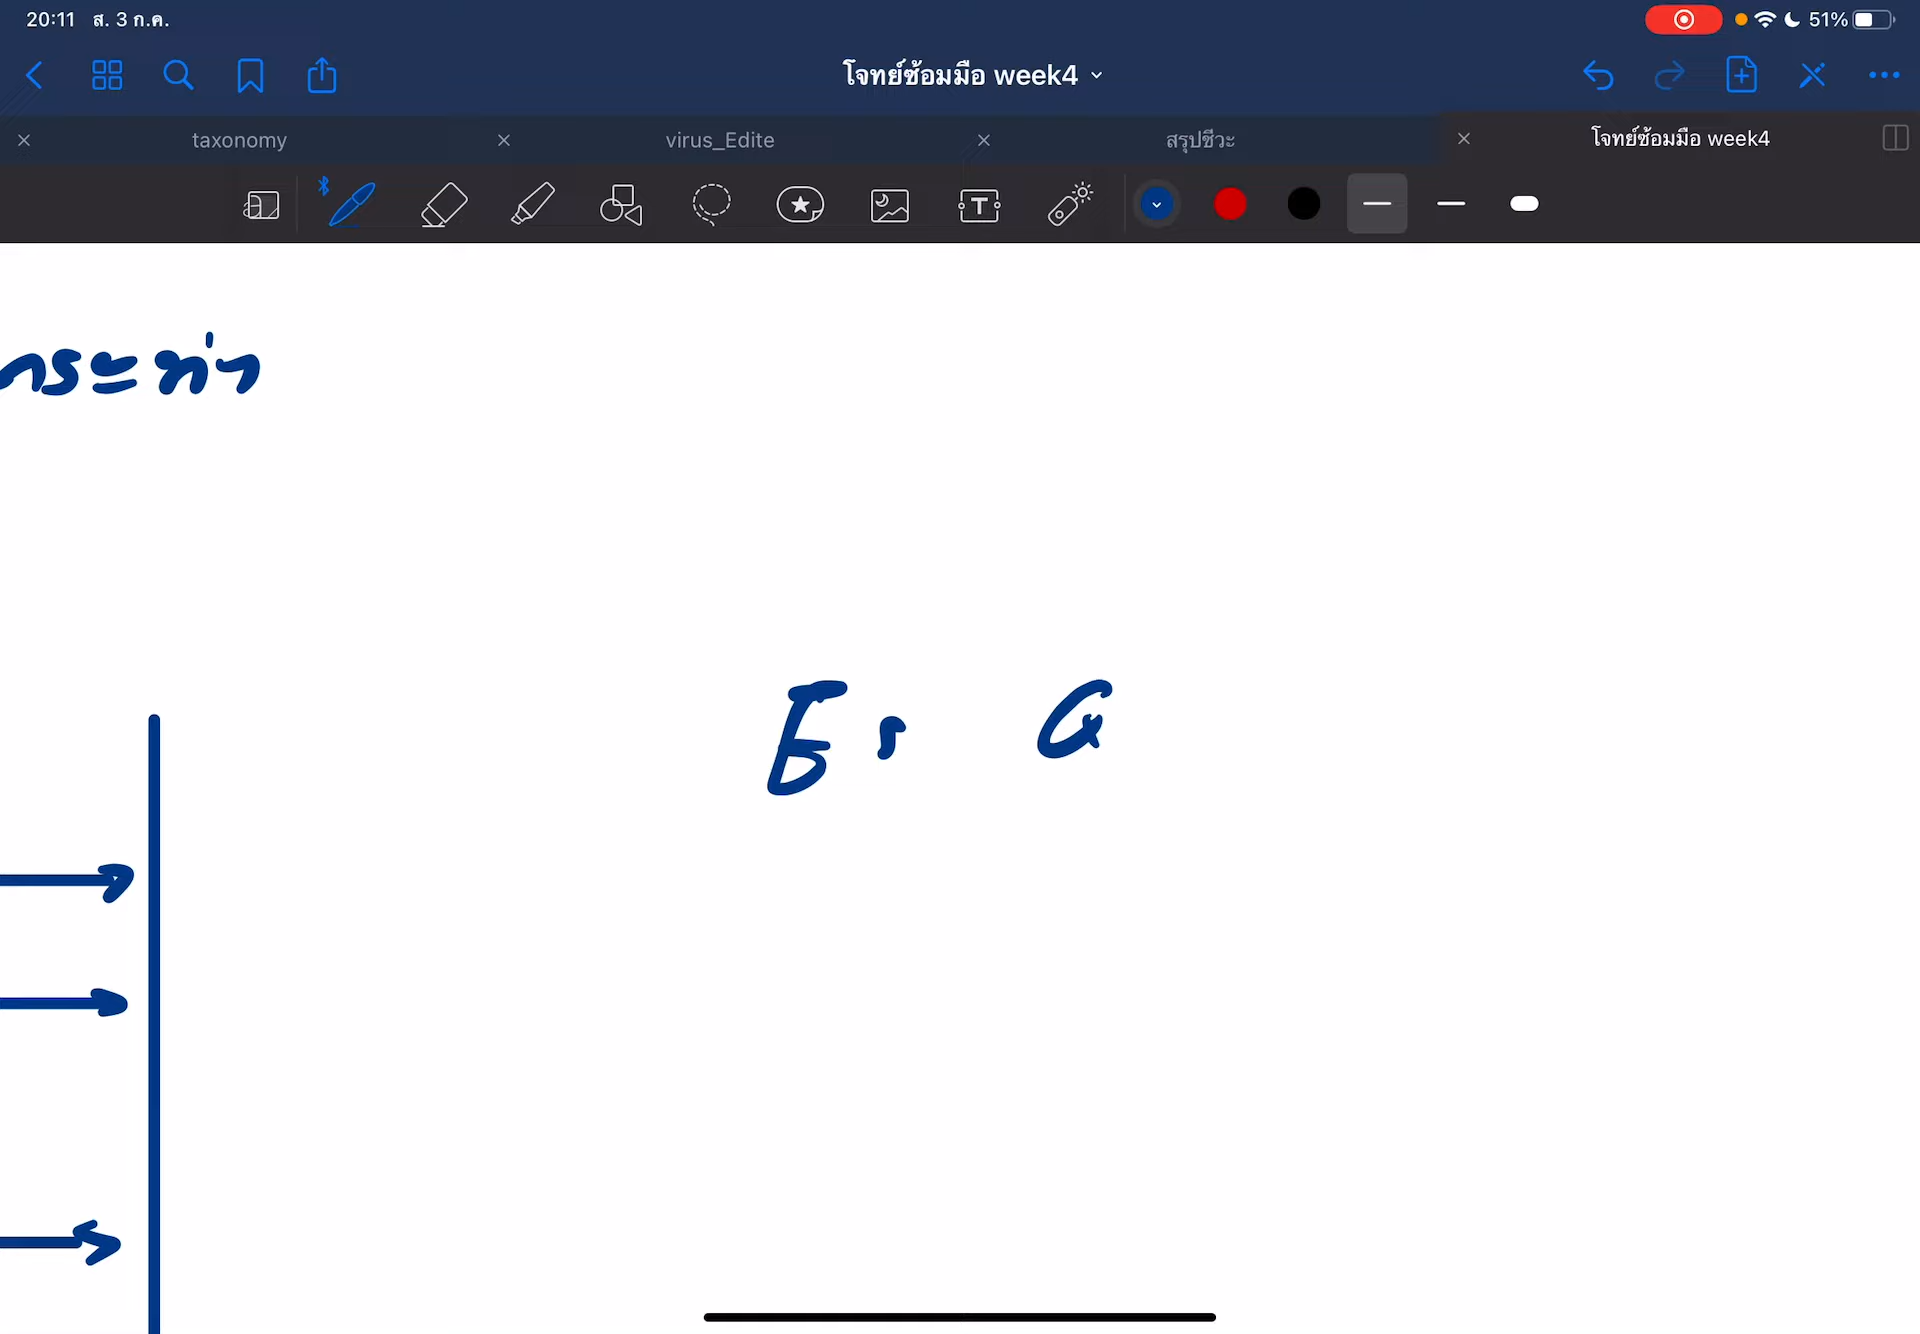 20:11 ส. 3 ก.ค. 51%
โจทย์ซ้อมมือ week4
taxonomy virus_Edite สรุปชีวะ โจทย์ซ้อมมือ week4
กระท่า
E r G